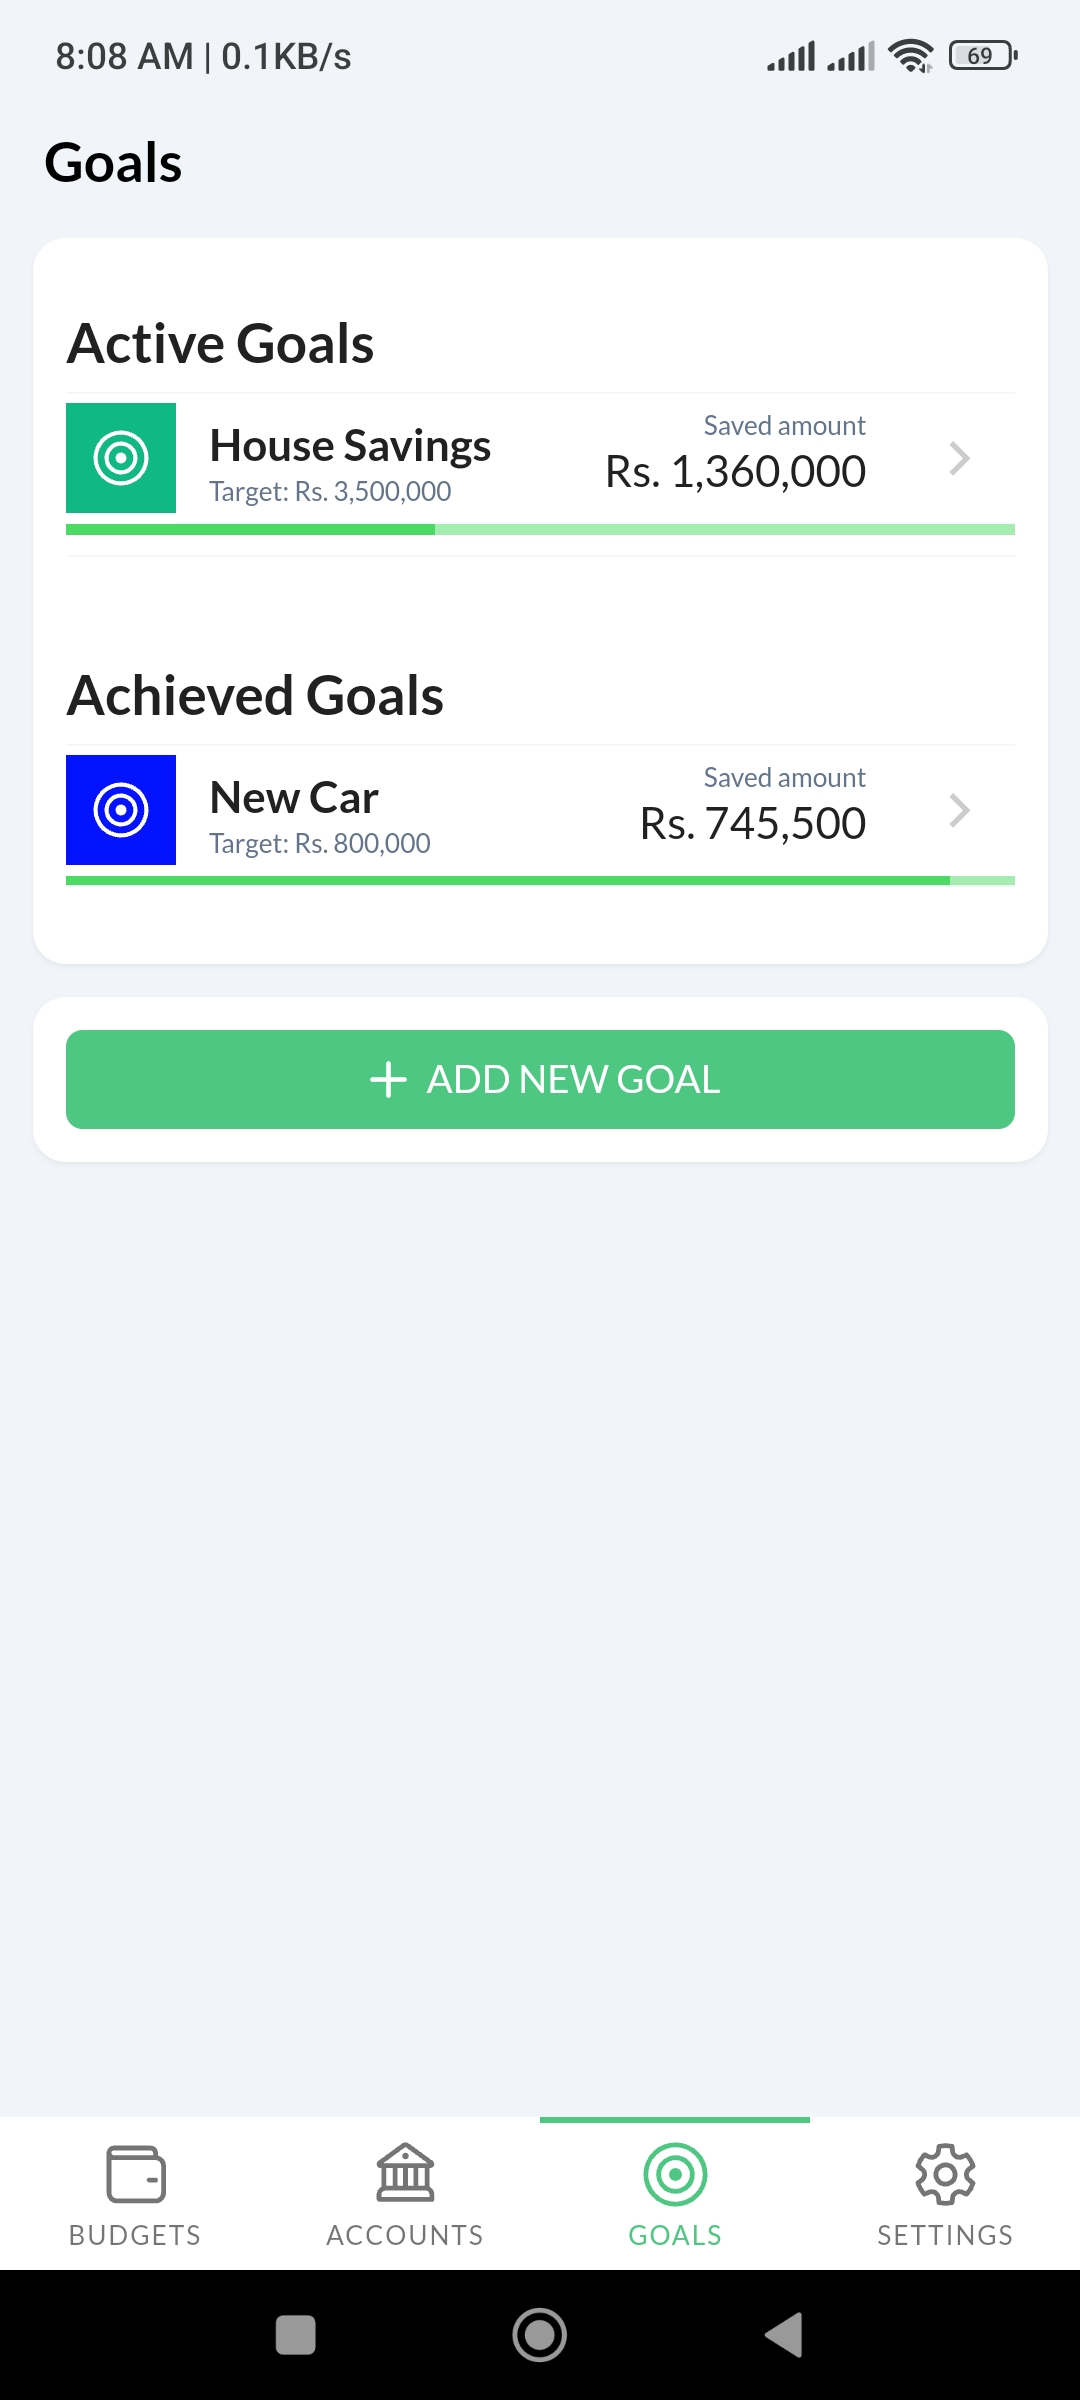 8:08 AM | 0.1KB/s
69
Goals
Active Goals
House Savings
Target: Rs. 3,500,000
Saved amount
Rs. 1,360,000
Achieved Goals
New Car
Target: Rs. 800,000
Saved amount
Rs. 745,500
ADD NEW GOAL
BUDGETS
ACCOUNTS
GOALS
SETTINGS